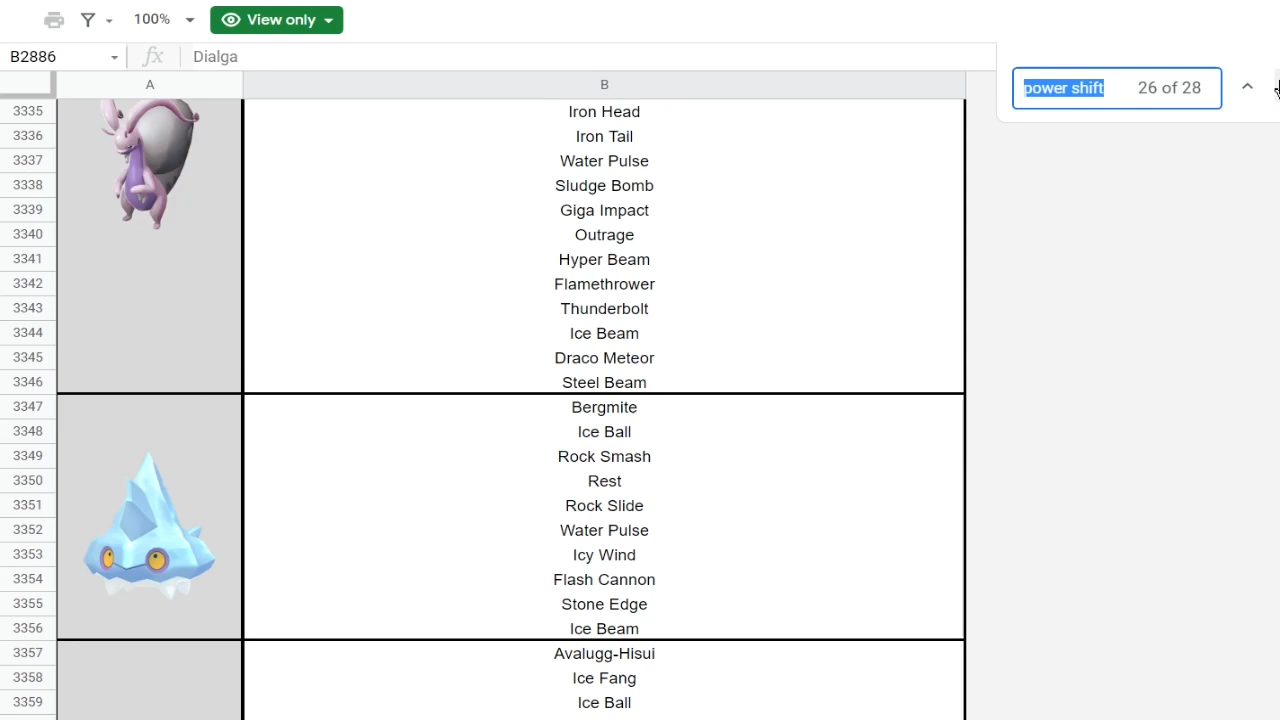 100%
View only
B2886
fx
Dialga
power shift
26 of 28
A
B
3335 Iron Head
3336 Iron Tail
3337 Water Pulse
3338 Sludge Bomb
3339 Giga Impact
3340 Outrage
3341 Hyper Beam
3342 Flamethrower
3343 Thunderbolt
3344 Ice Beam
3345 Draco Meteor
3346 Steel Beam
3347 Bergmite
3348 Ice Ball
3349 Rock Smash
3350 Rest
3351 Rock Slide
3352 Water Pulse
3353 Icy Wind
3354 Flash Cannon
3355 Stone Edge
3356 Ice Beam
3357 Avalugg-Hisui
3358 Ice Fang
3359 Ice Ball